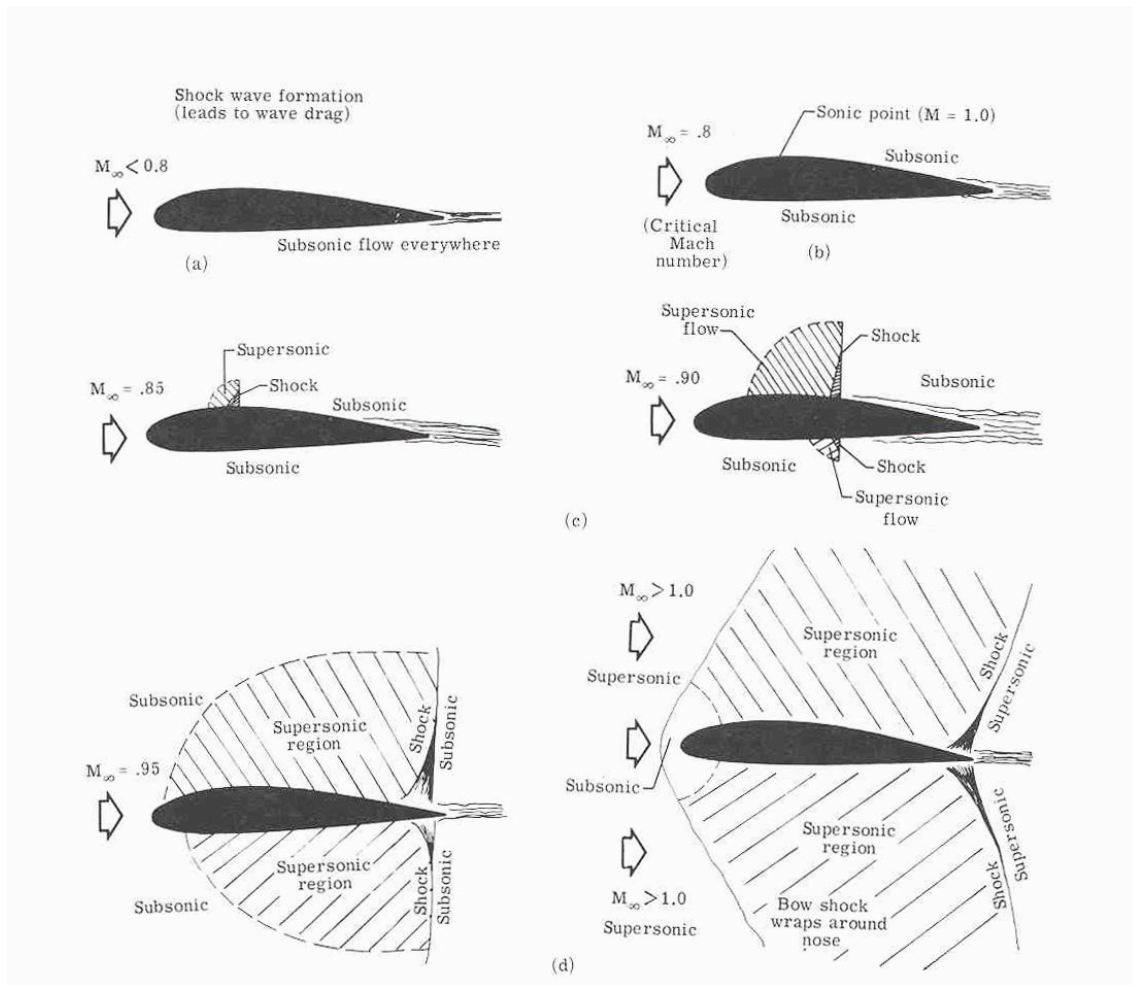 Shock wave formation
(leads to wave drag)
M∞ < 0.8
Subsonic flow everywhere
(a)
M∞ = .8
Sonic point (M = 1.0)
Subsonic
Subsonic
(Critical
Mach
number)
(b)
M∞ = .85
Supersonic
Shock
Subsonic
Subsonic
Supersonic
flow
Shock
M∞ = .90
Subsonic
Subsonic
Shock
Supersonic
flow
(c)
M∞ = .95
Subsonic
Supersonic
region
Shock
Subsonic
Supersonic
region
Subsonic
Shock
Subsonic
M∞ > 1.0
Supersonic
Supersonic
region
Shock
Supersonic
Subsonic
Supersonic
region
Shock
Supersonic
M∞ > 1.0
Supersonic
Bow shock
wraps around
nose
(d)